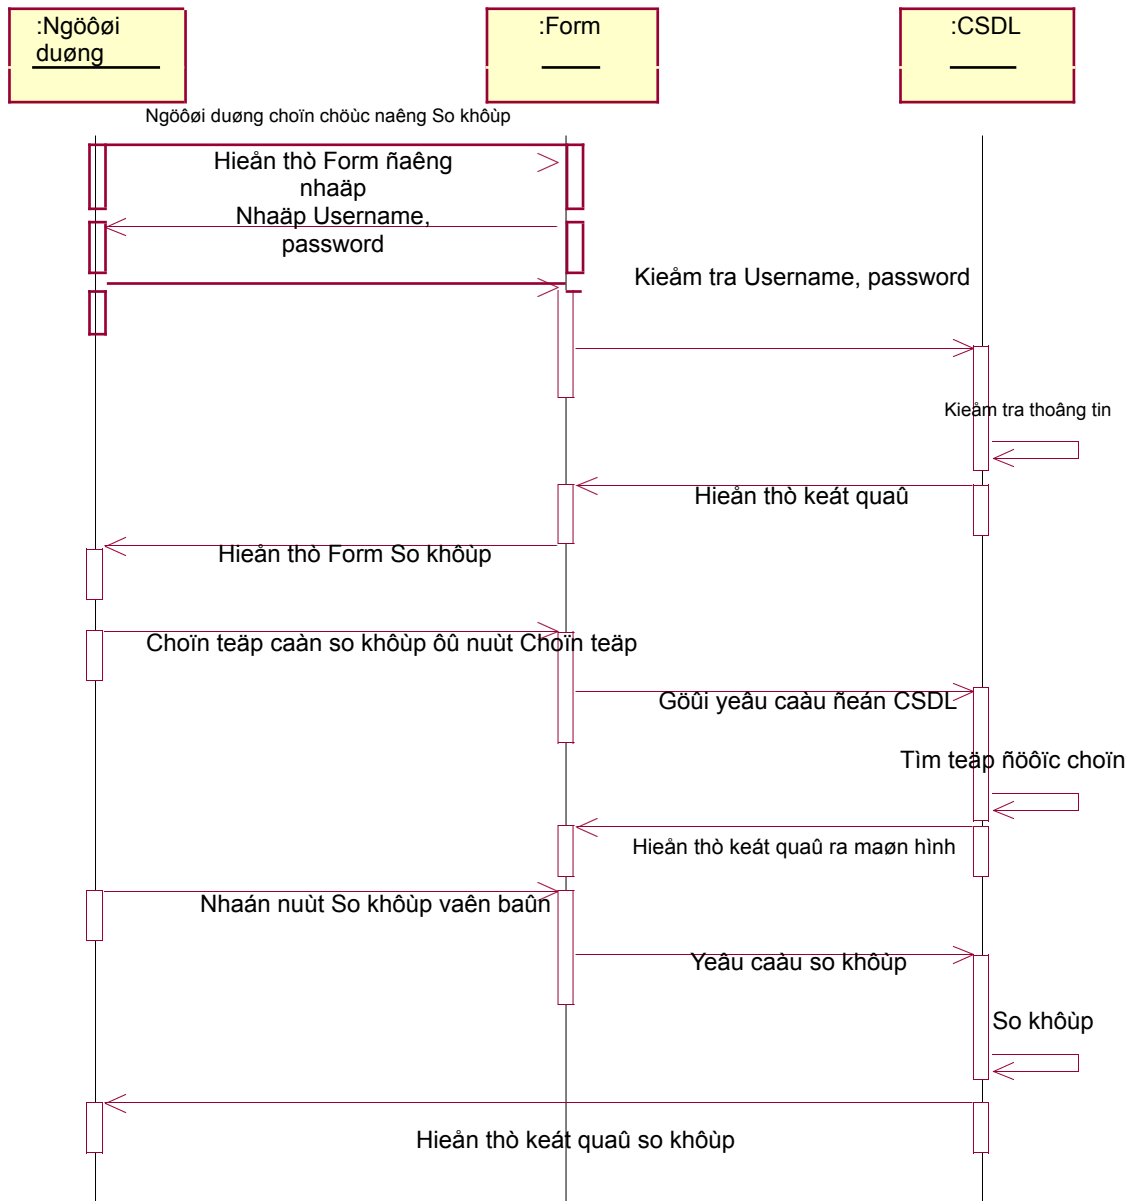 :Ngöôøi
duøng
:Form
:CSDL
Ngöôøi duøng choïn chöùc naêng So khôùp
Hieån thò Form ñaêng
nhaäp
Nhaäp Username,
password
Kieåm tra Username, password
Kieåm tra thoâng tin
Hieån thò keát quaû
Hieån thò Form So khôùp
Choïn teäp caàn so khôùp ôû nuùt Choïn teäp
Göûi yeâu caàu ñeán CSDL
Tìm teäp ñöôïc choïn
Hieån thò keát quaû ra maøn hình
Nhaán nuùt So khôùp vaên baûn
Yeâu caàu so khôùp
So khôùp
Hieån thò keát quaû so khôùp